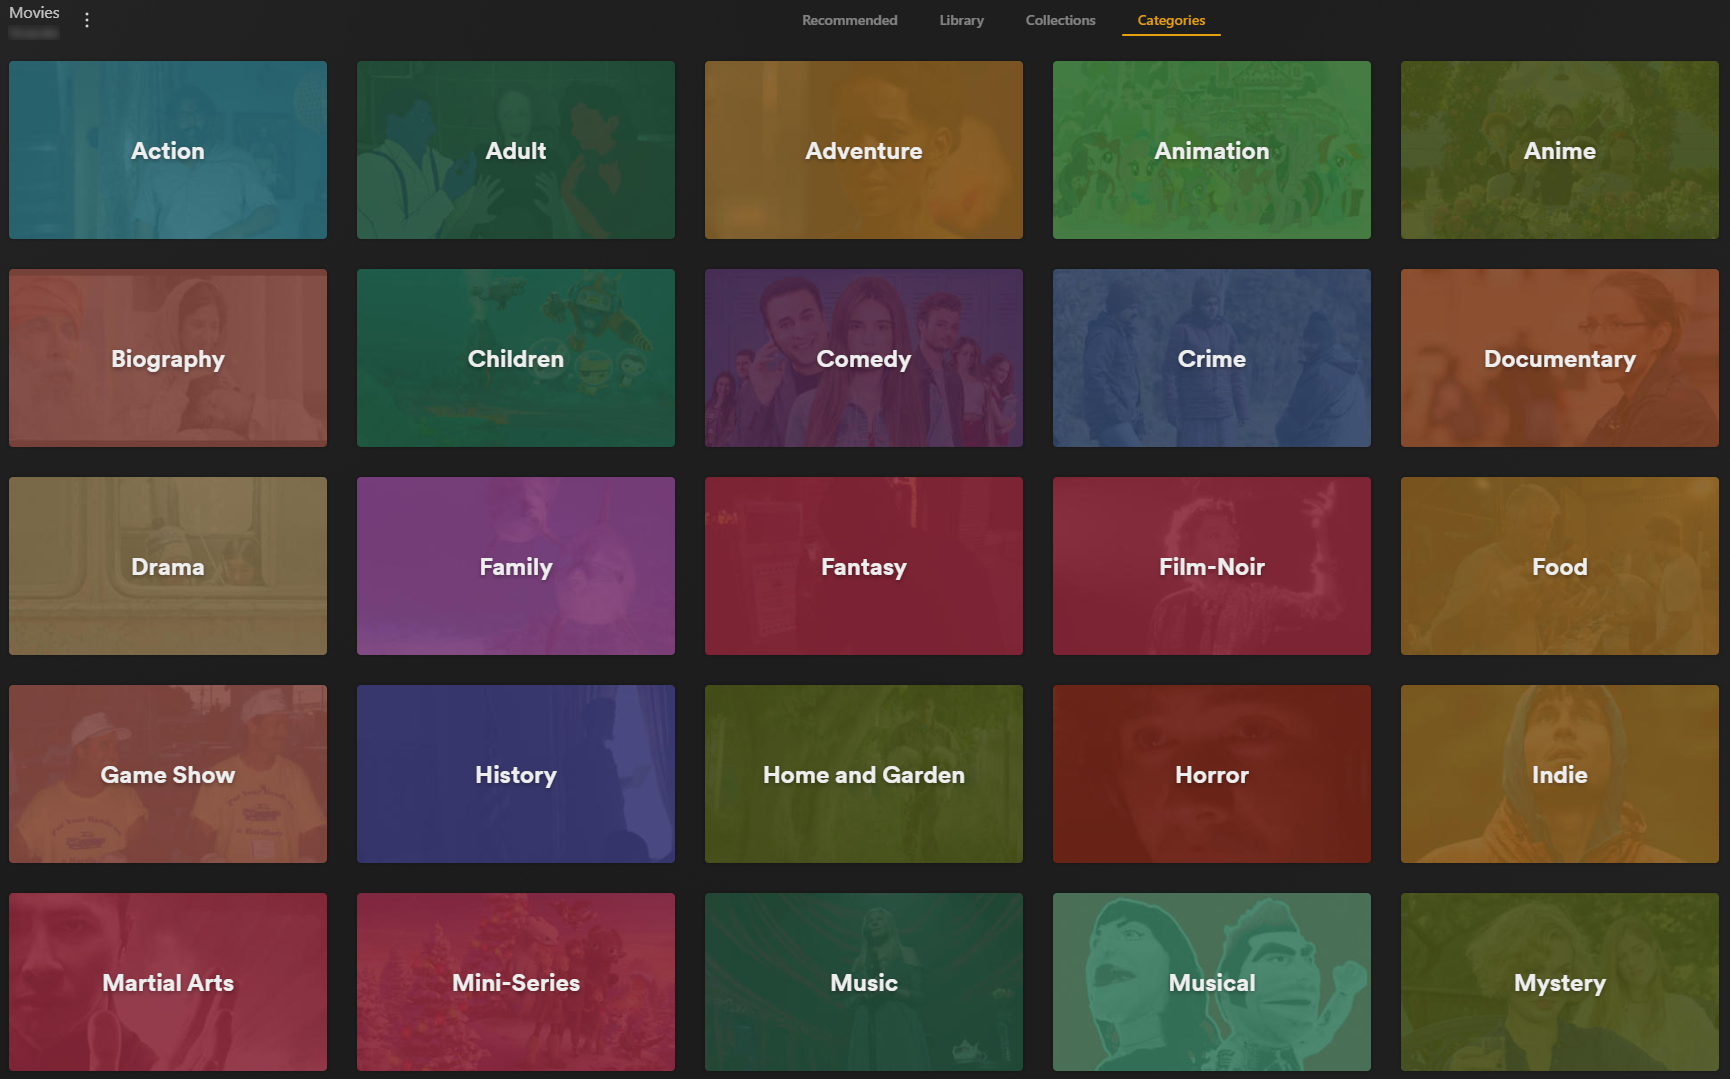 Movies
Recommended
Library
Collections
Categories
Action
Adult
Adventure
Animation
Anime
Biography
Children
Comedy
Crime
Documentary
Drama
Family
Fantasy
Film-Noir
Food
Game Show
History
Home and Garden
Horror
Indie
Martial Arts
Mini-Series
Music
Musical
Mystery